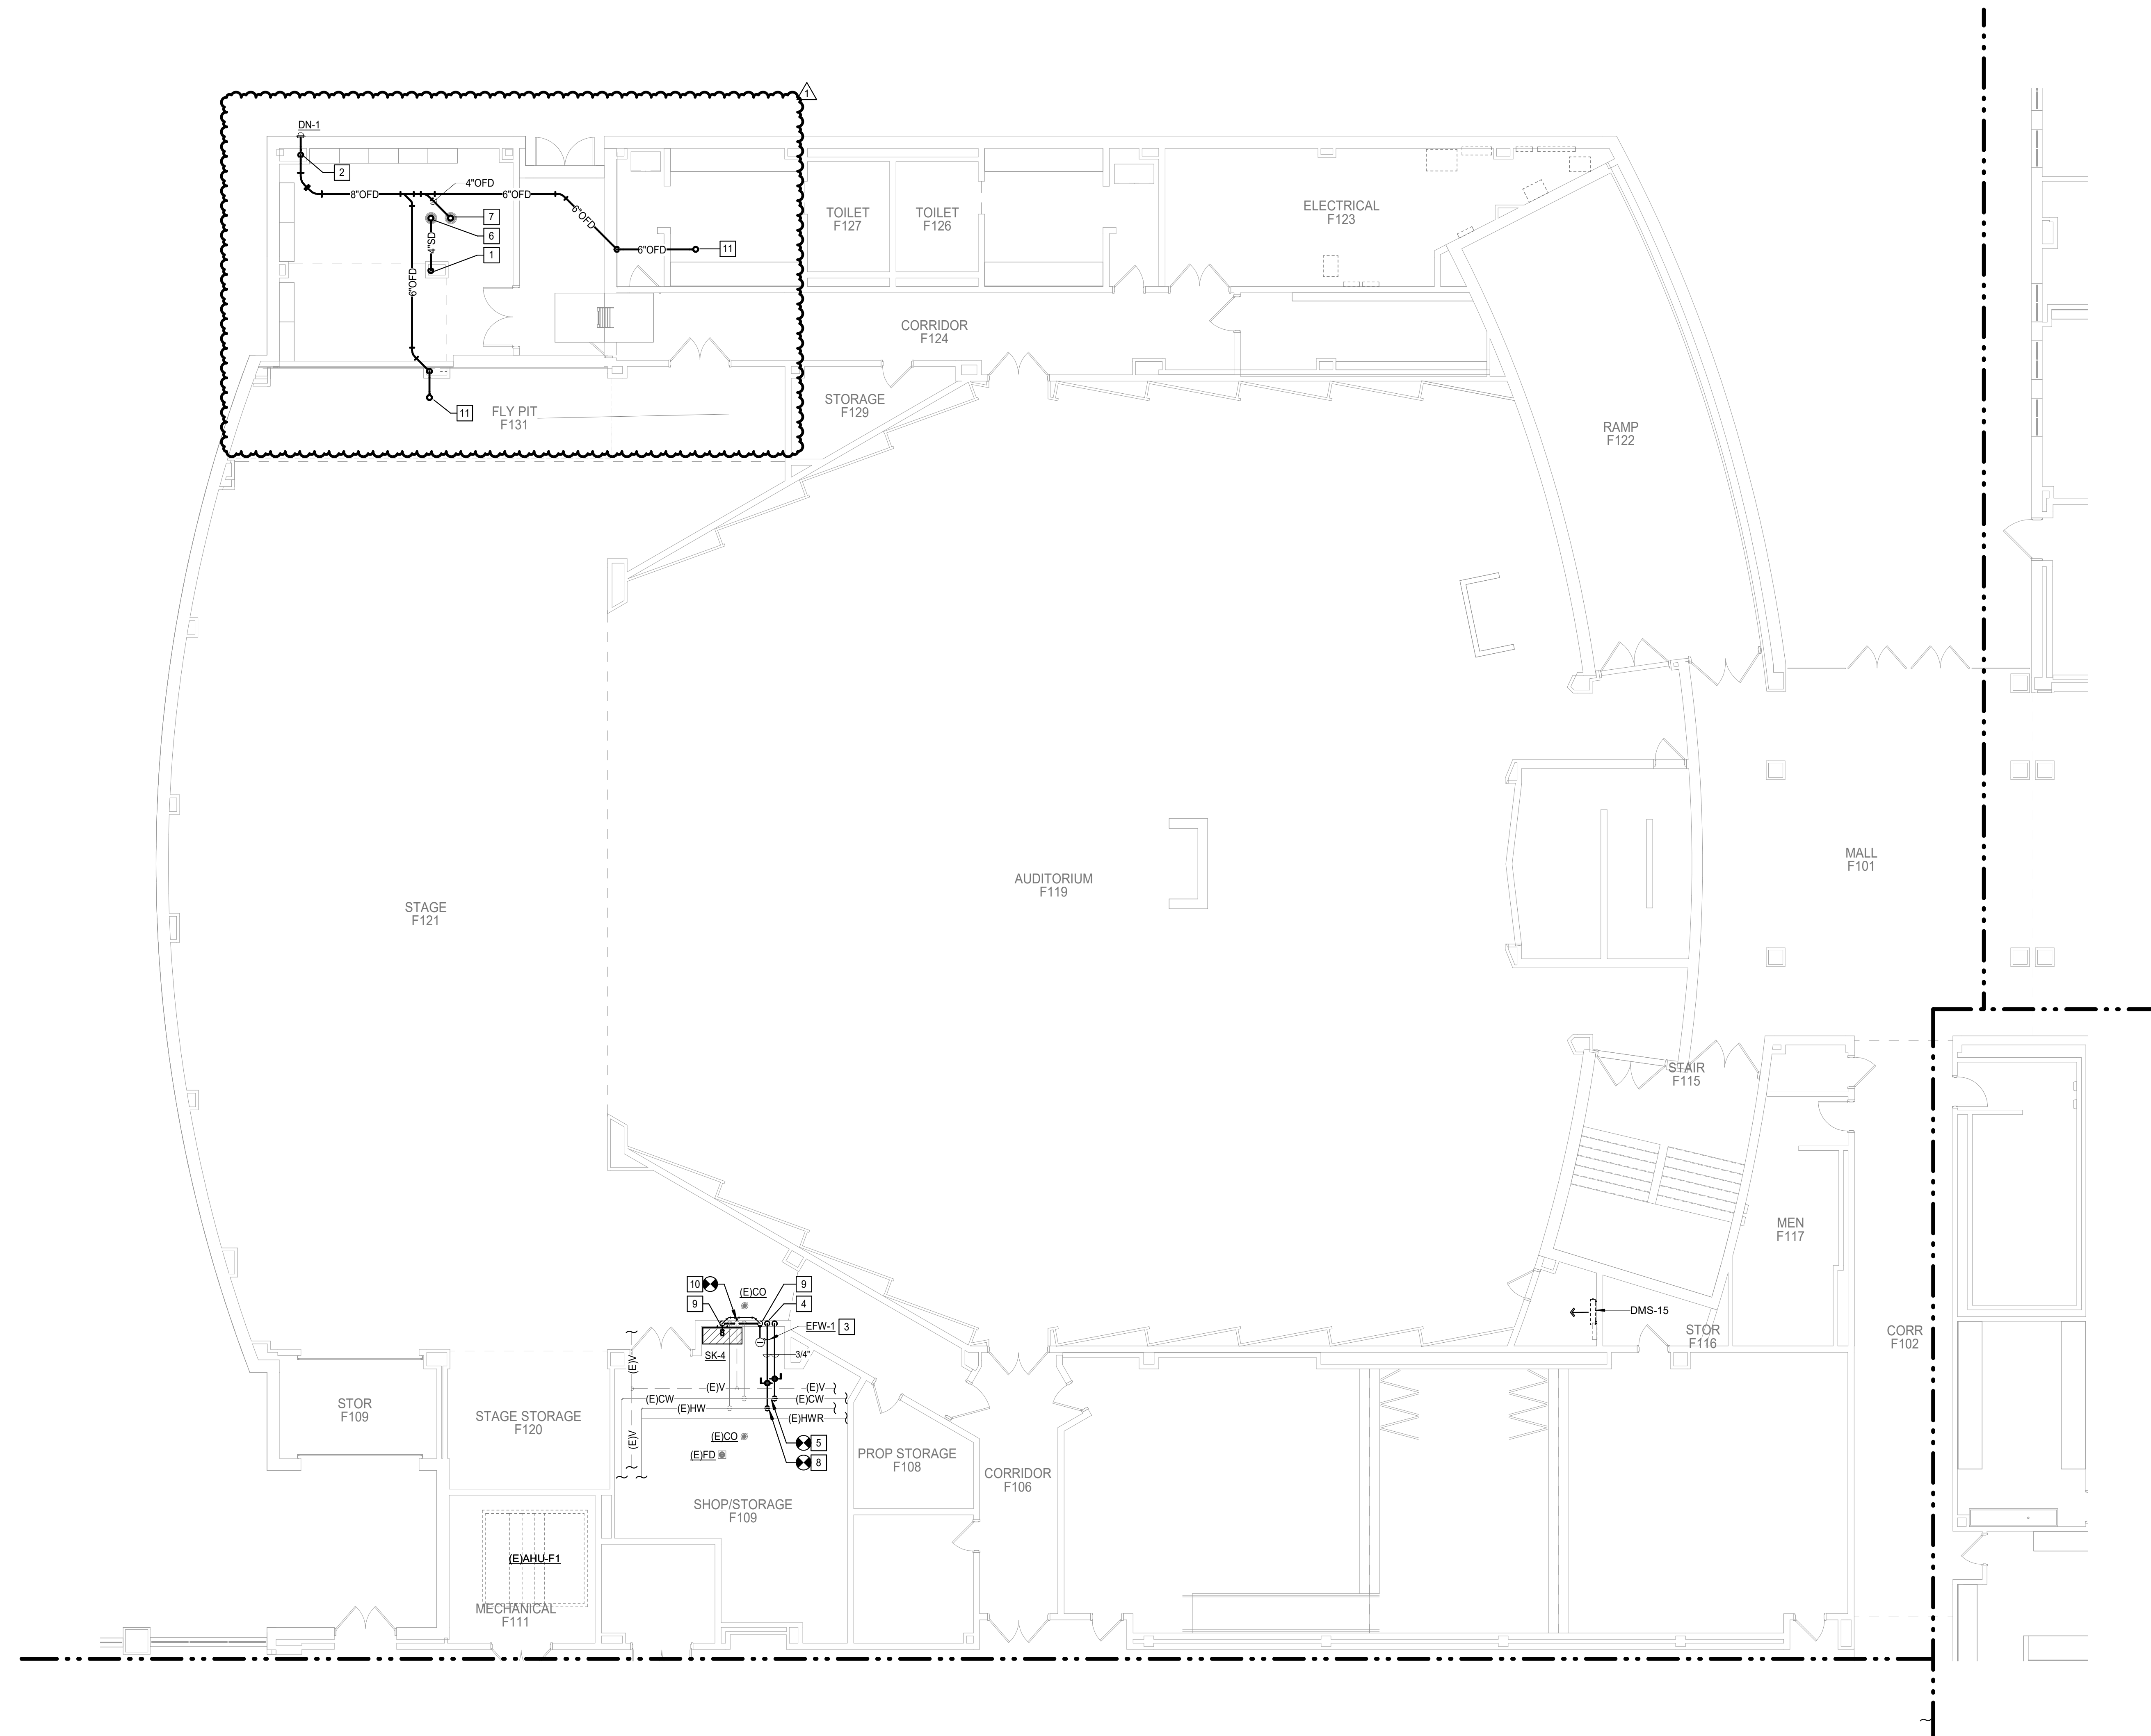 1
DN-1
2
4"OFD
8"OFD
6"OFD
6"OFD
7
6
4"SD
1
6"OFD
6"OFD
11
11
TOILET
F127
TOILET
F126
ELECTRICAL
F123
CORRIDOR
F124
STORAGE
F129
FLY PIT
F131
RAMP
F122
STAGE
F121
AUDITORIUM
F119
MALL
F101
STAIR
F115
MEN
F117
DMS-15
STOR
F116
CORR
F102
10
(E)CO
9
9
4
EFW-1
3
SK-4
3/4"
(E)V
(E)V
(E)V
(E)CW
(E)CW
(E)HW
(E)HWR
(E)V
(E)CO
(E)FD
5
8
STOR
F109
STAGE STORAGE
F120
PROP STORAGE
F108
CORRIDOR
F106
SHOP/STORAGE
F109
(E)AHU-F1
MECHANICAL
F111